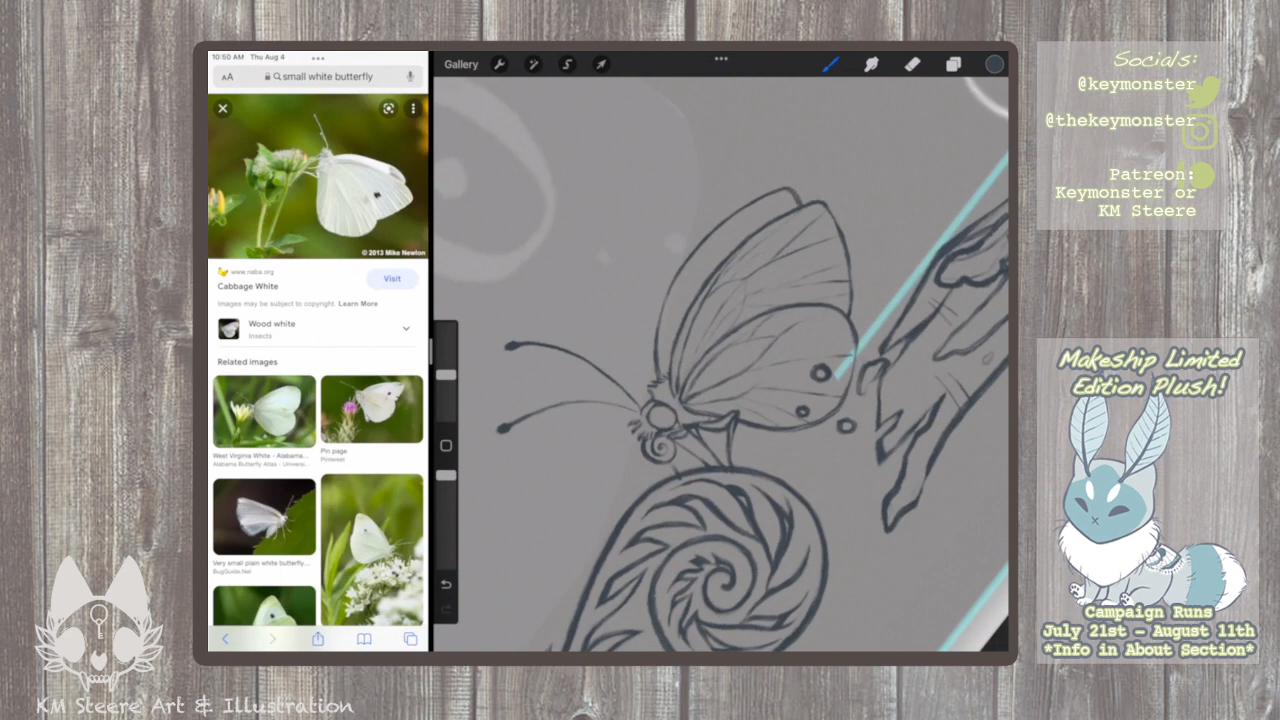 10:50 AM Thu Aug 4
AA
small white butterfly
© 2013 Mike Newton
www.naba.org
Cabbage White
Visit
Images may be subject to copyright. Learn More
Wood white
Insects
Related images
West Virginia White - Alabama...
Alabama Butterfly Atlas - Universi...
Pin page
Pinterest
Very small plain white butterfly...
BugGuide.Net
Gallery
Socials:
@keymonster
@thekeymonster
Patreon:
Keymonster or
KM Steere
Makeship Limited
Edition Plush!
Campaign Runs
July 21st - August 11th
*Info in About Section*
KM Steere Art & Illustration